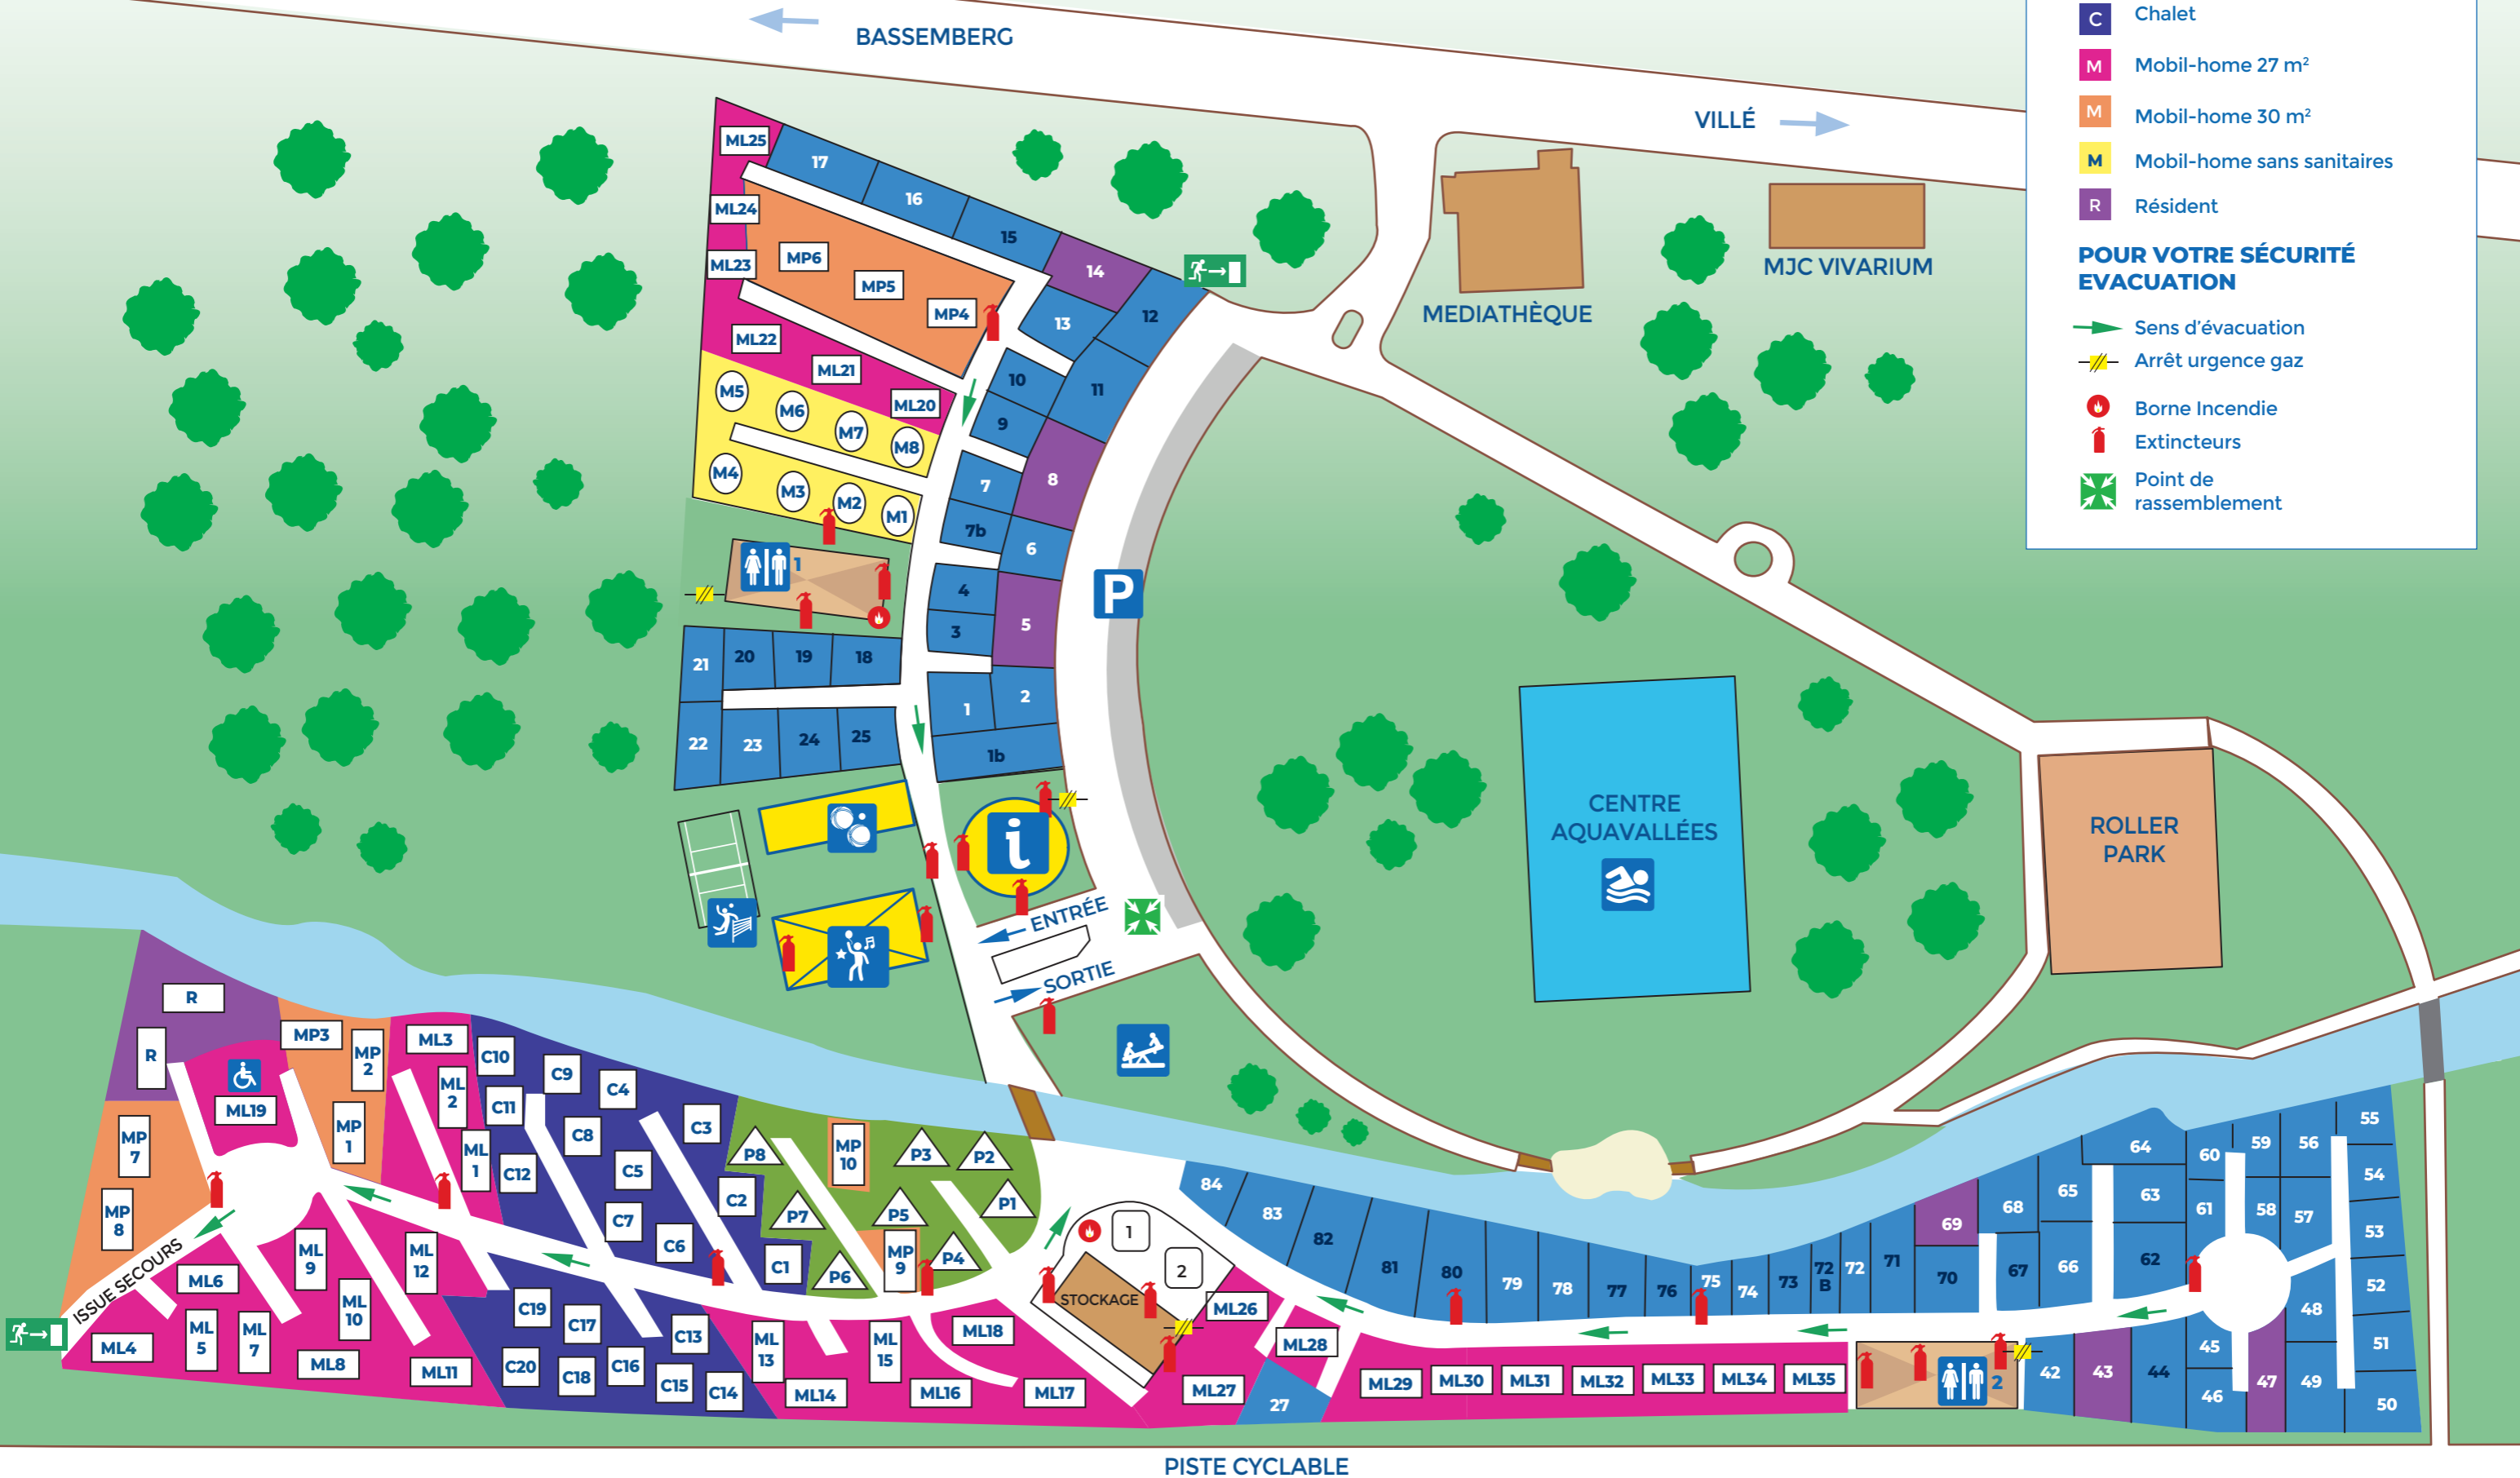 BASSEMBERG
VILLÉ
C Chalet
M Mobil-home 27 m²
M Mobil-home 30 m²
M Mobil-home sans sanitaires
R Résident
POUR VOTRE SÉCURITÉ
EVACUATION
Sens d'évacuation
Arrêt urgence gaz
Borne Incendie
Extincteurs
Point de
rassemblement
MEDIATHÈQUE
MJC VIVARIUM
ML25
17
16
15
14
12
ML24
ML23
MP6
MP5
MP4
13
ML22
ML21
ML20
10
11
9
M5
M6
M7
M8
M4
M3
M2
M1
7
8
7b
6
1
4
3
5
P
21
20
19
18
1
2
22
23
24
25
1b
i
ENTRÉE
SORTIE
CENTRE
AQUAVALLÉES
ROLLER
PARK
R
R
MP3
MP
2
ML3
C10
C9
C4
ML19
MP
1
ML
2
C11
C8
C3
MP
7
ML
1
C12
C5
C2
P8
MP
10
P3
P2
MP
8
C7
C6
P7
P5
P1
C1
P6
MP
9
P4
ISSUE SECOURS
ML6
ML
9
ML
12
ML
10
ML4
ML
5
ML
7
ML8
ML11
C19
C17
C13
C20
C18
C16
C15
C14
ML
13
ML14
ML
15
ML18
ML16
ML17
1
2
STOCKAGE
ML26
ML28
ML27
27
ML29
ML30
ML31
ML32
ML33
ML34
ML35
84
83
82
81
80
79
78
77
76
75
74
73
72
B
72
71
69
70
68
67
65
66
64
63
62
60
61
59
58
56
57
55
54
53
52
51
50
48
49
47
45
46
44
43
42
2
PISTE CYCLABLE